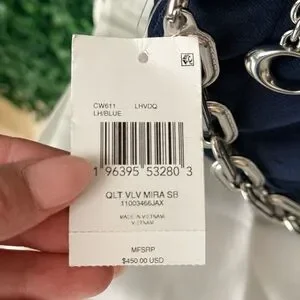 CW611 LHVDQ
LH/BLUE
1 96395 53280 3
QLT VLV MIRA SB
11003466JAX
MADE IN VIETNAM
VIETNAM
MFSRP
$450.00 USD